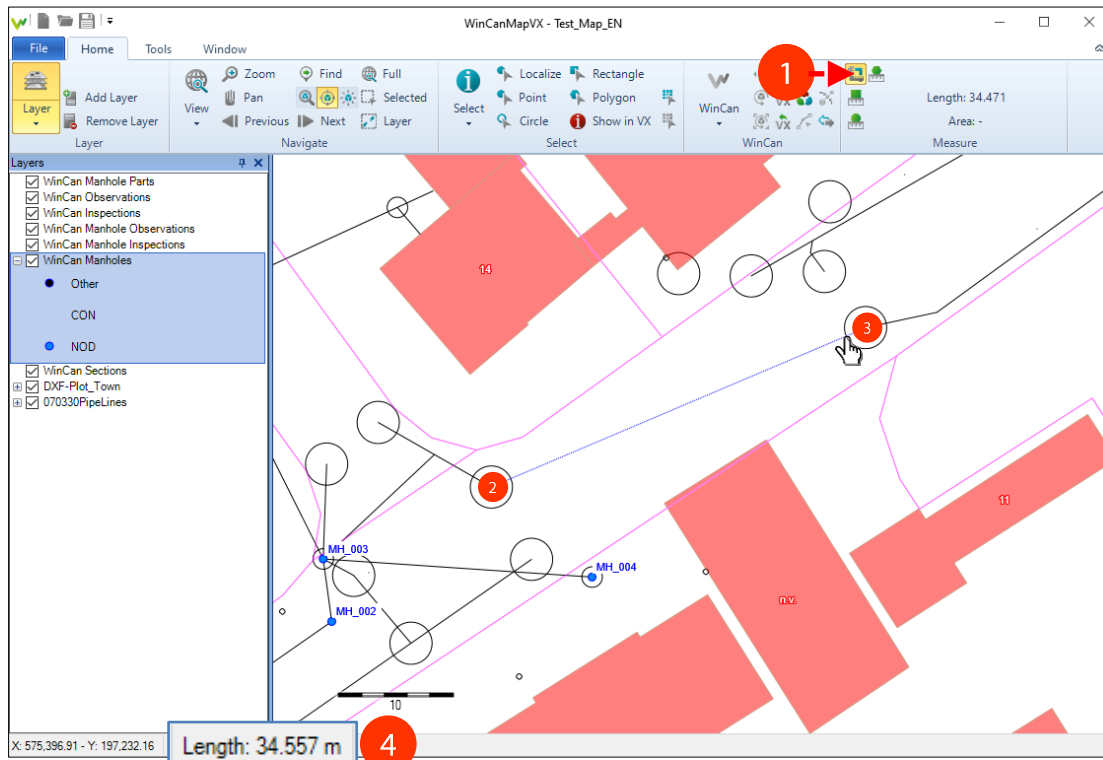 WinCanMapVX - Test_Map_EN
File Home Tools Window
Layer
Add Layer
Remove Layer
Layer
View
Zoom Find Full
Pan Selected
Previous Next Layer
Navigate
Select
Localize Rectangle
Point Polygon
Circle Show in VX
Select
WinCan
VX
VX
WinCan
1
Length: 34.471
Area: -
Measure
Layers
WinCan Manhole Parts
WinCan Observations
WinCan Inspections
WinCan Manhole Observations
WinCan Manhole Inspections
WinCan Manholes
Other
CON
NOD
WinCan Sections
DXF-Plot_Town
070330PipeLines
14
3
2
11
MH_003
MH_004
n.v.
MH_002
10
X: 575,396.91 - Y: 197,232.16
Length: 34.557 m
4